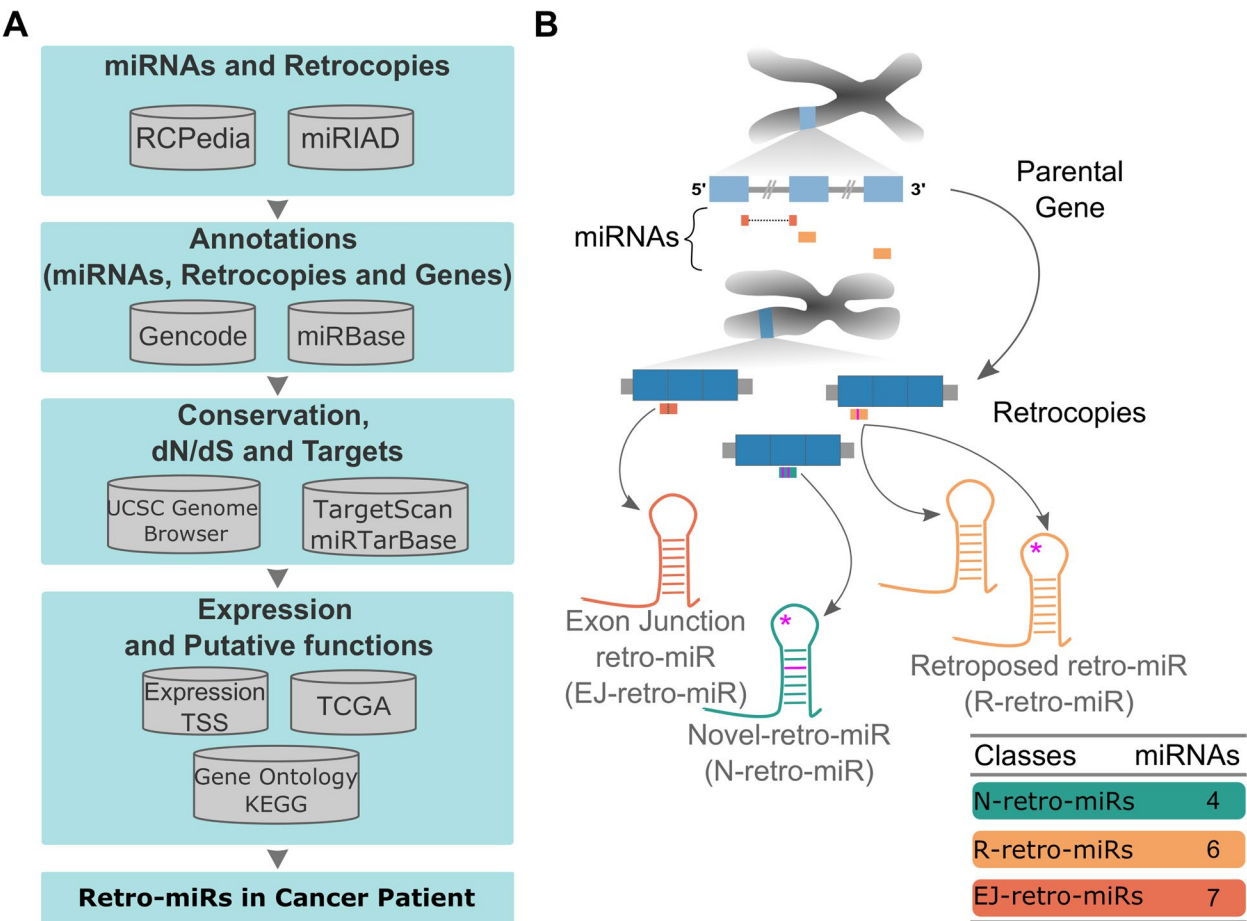 A
miRNAs and Retrocopies
RCPedia
miRIAD
Annotations
(miRNAs, Retrocopies and Genes)
Gencode
miRBase
Conservation,
dN/dS and Targets
UCSC Genome
Browser
TargetScan
miRTarBase
Expression
and Putative functions
Expression
TSS
TCGA
Gene Ontology
KEGG
Retro-miRs in Cancer Patient
B
5'
3'
Parental
Gene
miRNAs
Retrocopies
*
*
Exon Junction
retro-miR
(EJ-retro-miR)
Novel-retro-miR
(N-retro-miR)
Retroposed retro-miR
(R-retro-miR)
Classes miRNAs
N-retro-miRs 4
R-retro-miRs 6
EJ-retro-miRs 7